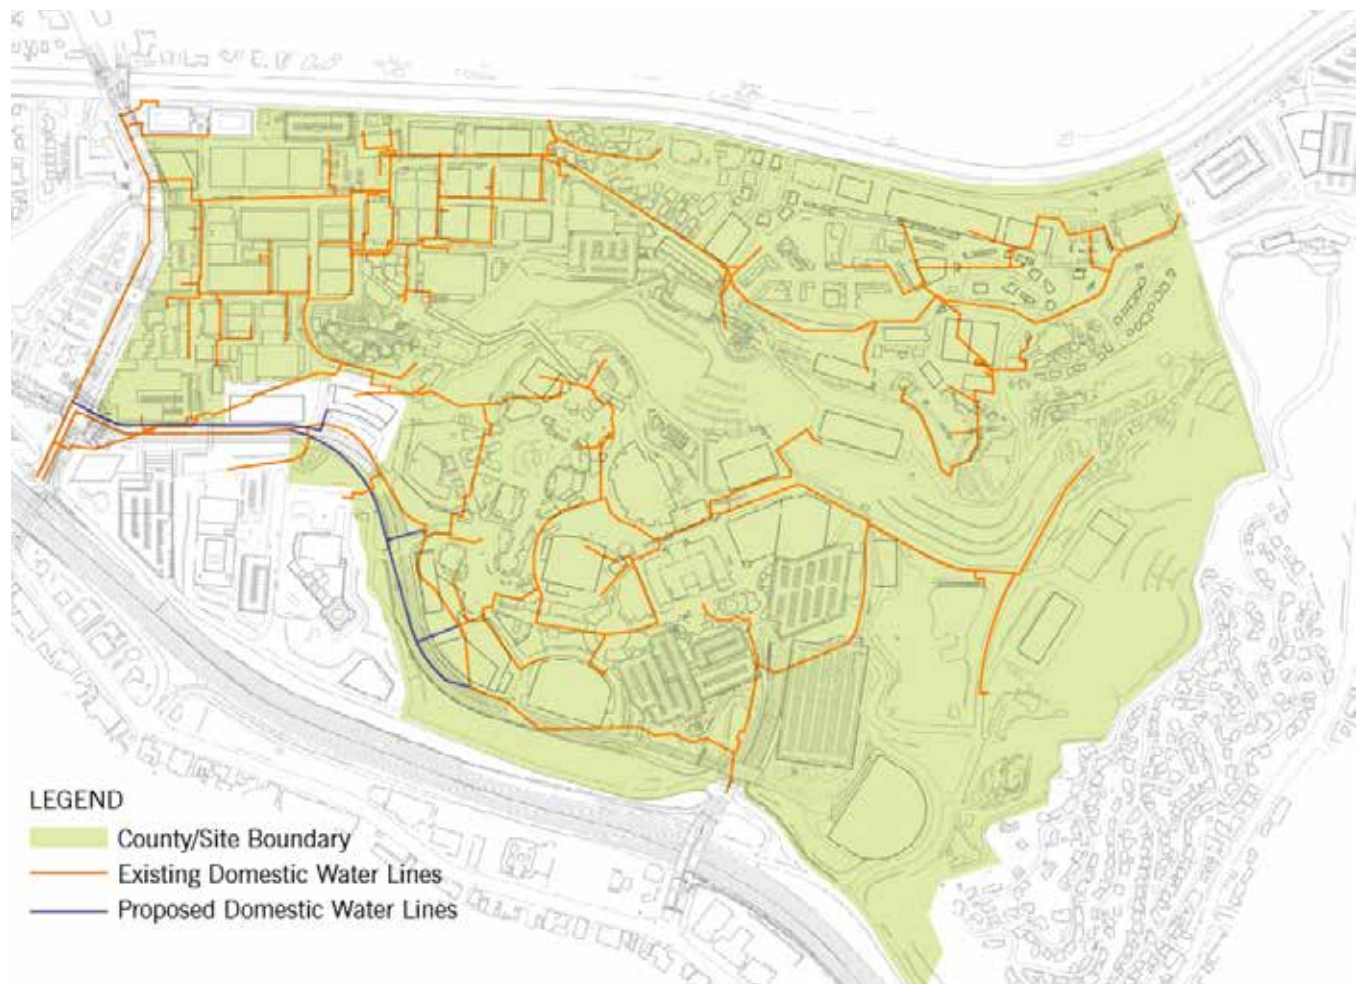 LEGEND
County/Site Boundary
Existing Domestic Water Lines
Proposed Domestic Water Lines